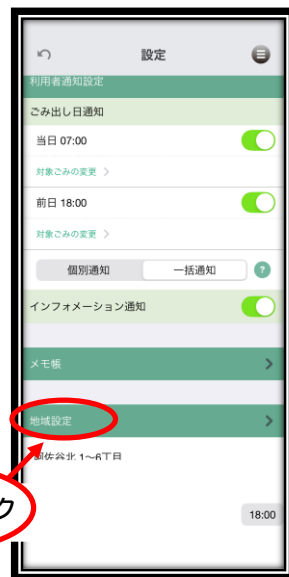 設定
利用者通知設定
ごみ出し日通知
当日 07:00
対象ごみの変更 >
前日 18:00
対象ごみの変更 >
個別通知 一括通知 ?
インフォメーション通知
メモ帳 >
地域設定 >
阿佐谷北 1~6丁目
ク
18:00